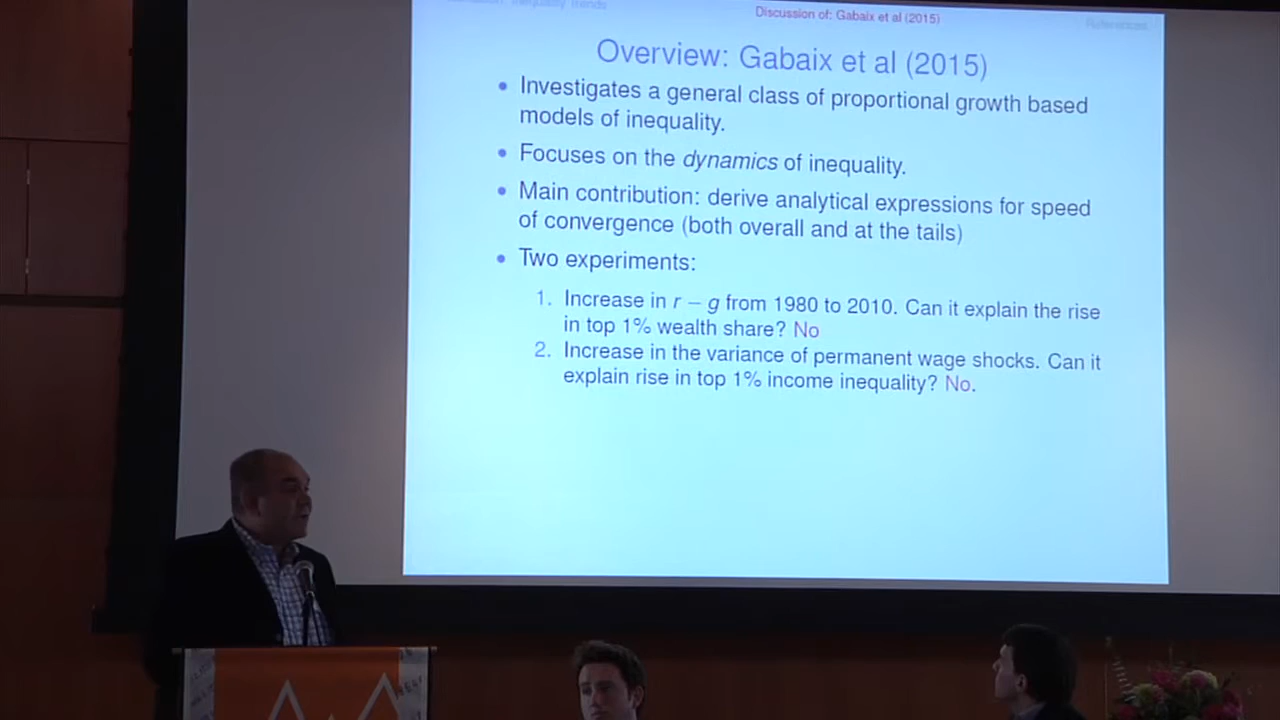 Inequality Trends
Discussion of: Gabaix et al (2015)
References
Overview: Gabaix et al (2015)
• Investigates a general class of proportional growth based
models of inequality.
• Focuses on the dynamics of inequality.
• Main contribution: derive analytical expressions for speed
of convergence (both overall and at the tails)
• Two experiments:
1. Increase in r − g from 1980 to 2010. Can it explain the rise
in top 1% wealth share? No
2. Increase in the variance of permanent wage shocks. Can it
explain rise in top 1% income inequality? No.